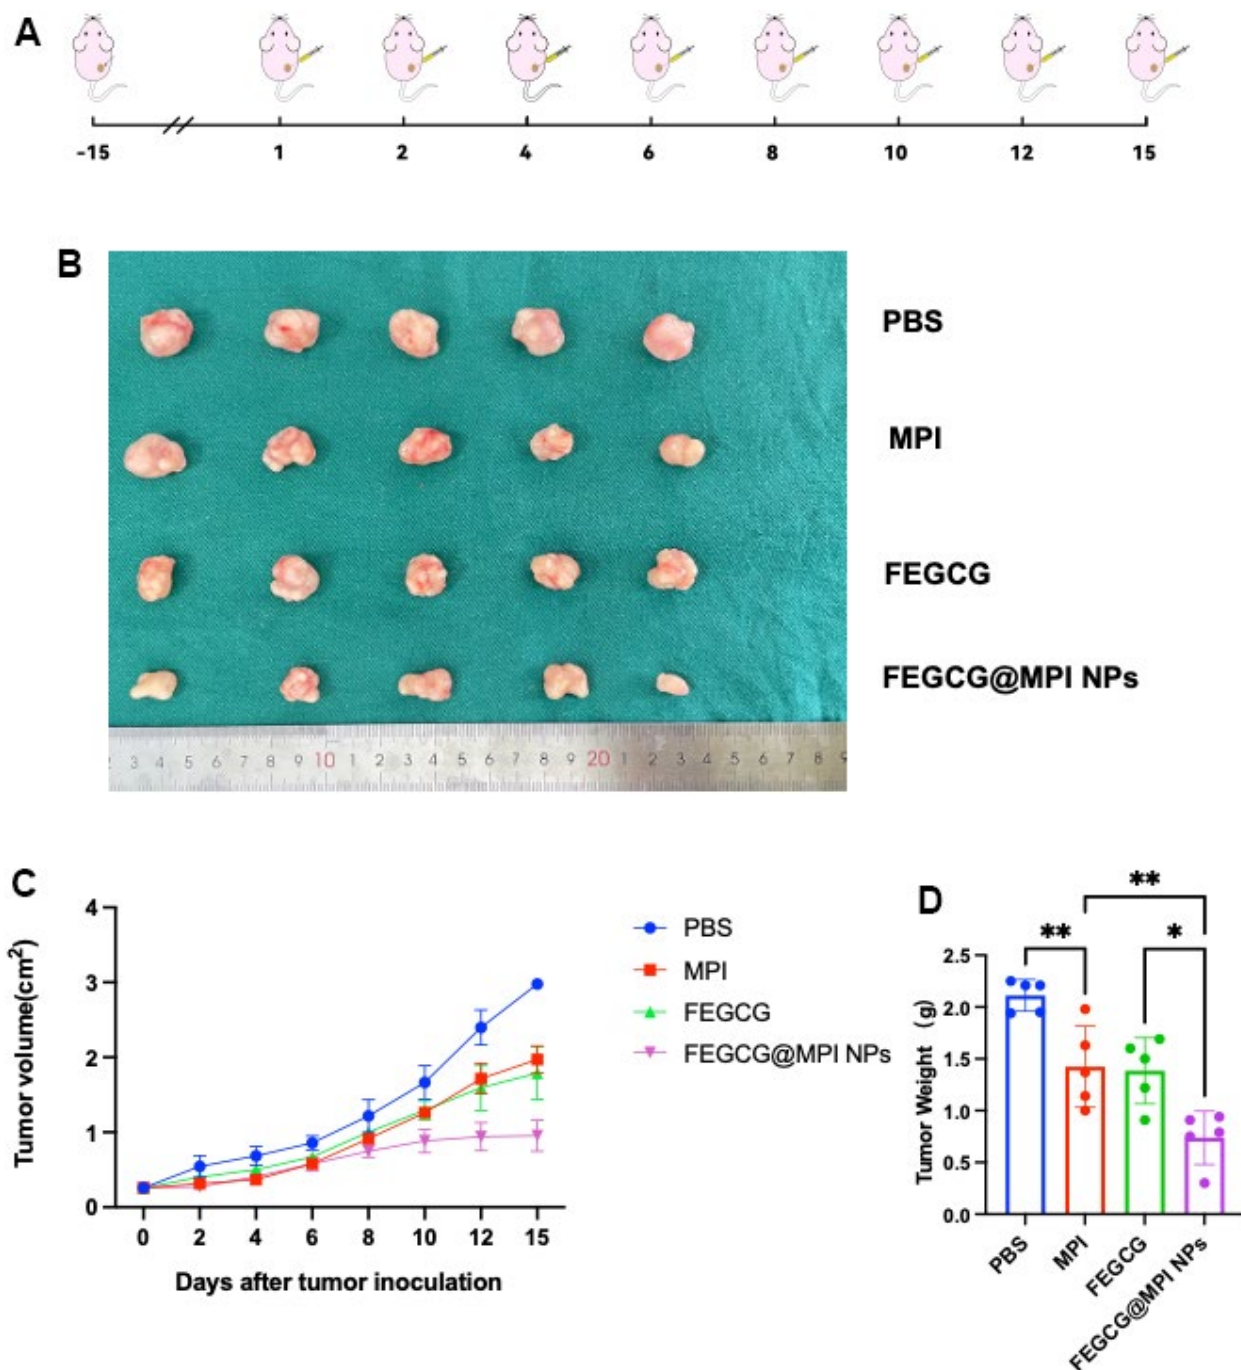 A
-15 1 2 4 6 8 10 12 15
B
PBS
MPI
FEGCG
FEGCG@MPI NPs
2 3 4 5 6 7 8 9 10 1 2 3 4 5 6 7 8 9 20 1 2 3 4 5 6 7 8 9
C
Tumor volume(cm²)
4
3
2
1
0
0 2 4 6 8 10 12 15
Days after tumor inoculation
PBS
MPI
FEGCG
FEGCG@MPI NPs
D
**
** *
Tumor Weight (g)
2.5
2.0
1.5
1.0
0.5
0.0
PBS
MPI
FEGCG
FEGCG@MPI NPs